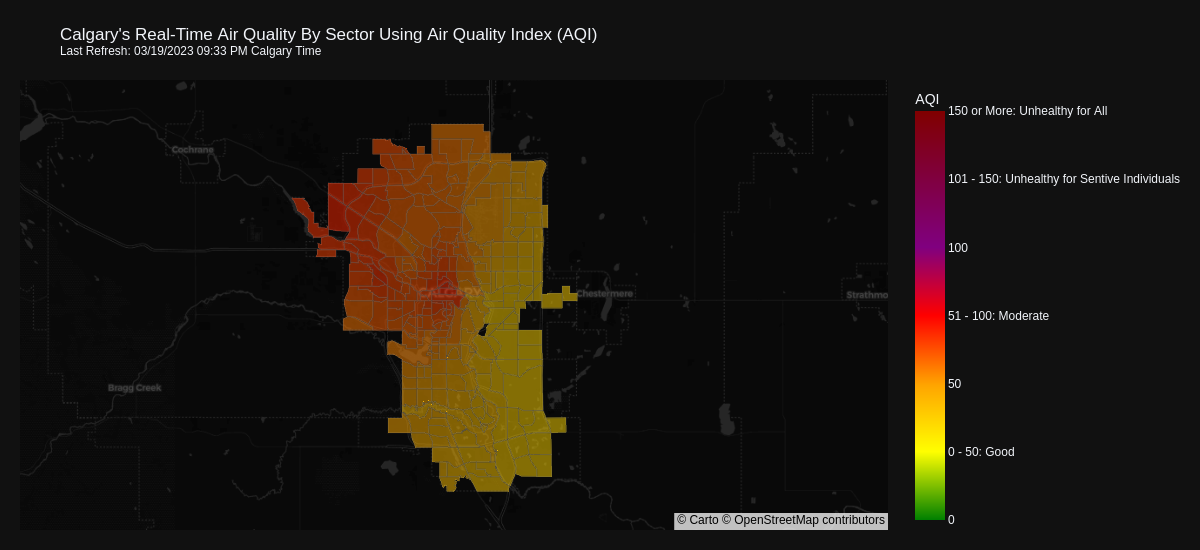 Calgary's Real-Time Air Quality By Sector Using Air Quality Index (AQI)
Last Refresh: 03/19/2023 09:33 PM Calgary Time
AQI
150 or More: Unhealthy for All
Cochrane
101 - 150: Unhealthy for Sentive Individuals
100
CALGARY
Chestermere
Strathmo
51 - 100: Moderate
50
Bragg Creek
0 - 50: Good
0
© Carto © OpenStreetMap contributors